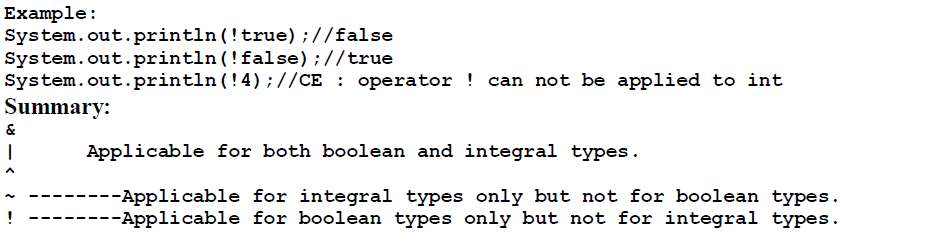 Example:
System.out.println(!true);//false
System.out.println(!false);//true
System.out.println(!4);//CE : operator ! can not be applied to int
Summary:
&
|      Applicable for both boolean and integral types.
^
~ --------Applicable for integral types only but not for boolean types.
! --------Applicable for boolean types only but not for integral types.